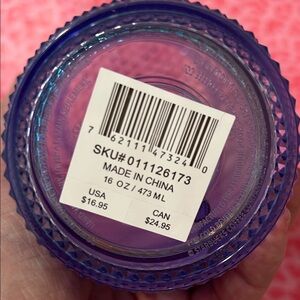 7 62111 47324 0
SKU#011126173
MADE IN CHINA
16 OZ / 473 ML
USA
$16.95
CAN
$24.95